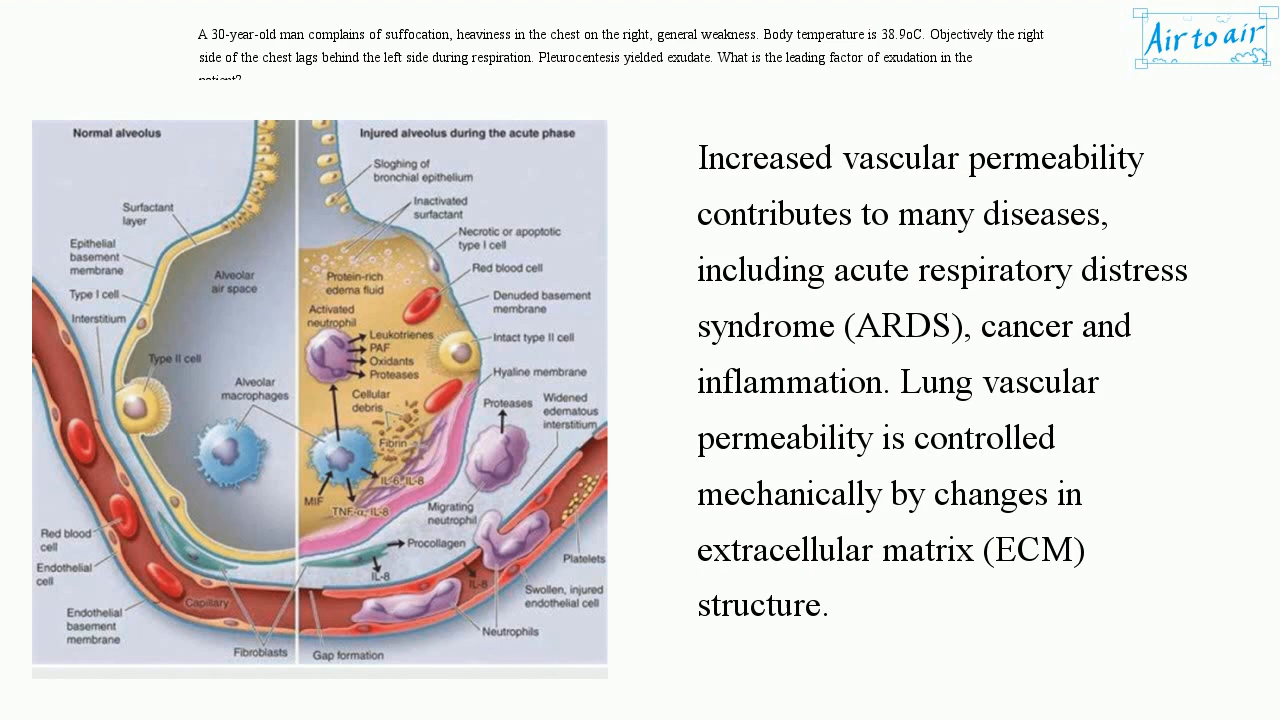 A 30-year-old man complains of suffocation, heaviness in the chest on the right, general weakness. Body temperature is 38.9oC. Objectively the right
side of the chest lags behind the left side during respiration. Pleurocentesis yielded exudate. What is the leading factor of exudation in the
patient?
Air to air
Normal alveolus
Injured alveolus during the acute phase
Sloghing of
bronchial epithelium
Inactivated
surfactant
Surfactant
layer
Necrotic or apoptotic
type I cell
Epithelial
basement
membrane
Alveolar
air space
Protein-rich
edema fluid
Red blood cell
Type I cell
Denuded basement
membrane
Interstitium
Activated
neutrophil
Leukotrienes
PAF
Oxidants
Proteases
Intact type II cell
Type II cell
Hyaline membrane
Alveolar
macrophages
Cellular
debris
Proteases
Widened
edematous
interstitium
Fibrin
IL-6, IL-8
MIF
TNF-α, IL-8
Migrating
neutrophil
Red blood
cell
Procollagen
Platelets
Endothelial
cell
IL-8
IL-8
Swollen, injured
endothelial cell
Capillary
Endothelial
basement
membrane
Neutrophils
Fibroblasts
Gap formation
Increased vascular permeability
contributes to many diseases,
including acute respiratory distress
syndrome (ARDS), cancer and
inflammation. Lung vascular
permeability is controlled
mechanically by changes in
extracellular matrix (ECM)
structure.